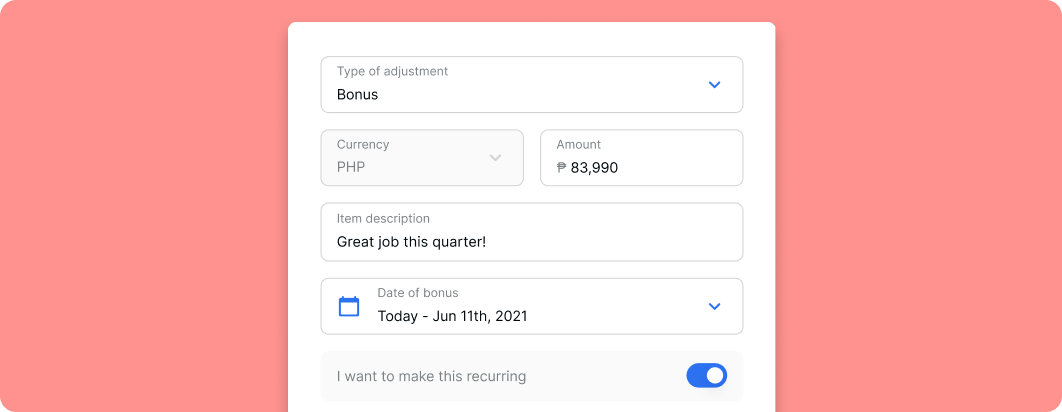 Type of adjustment
Bonus
Currency
PHP
Amount
₱ 83,990
Item description
Great job this quarter!
Date of bonus
Today - Jun 11th, 2021
I want to make this recurring